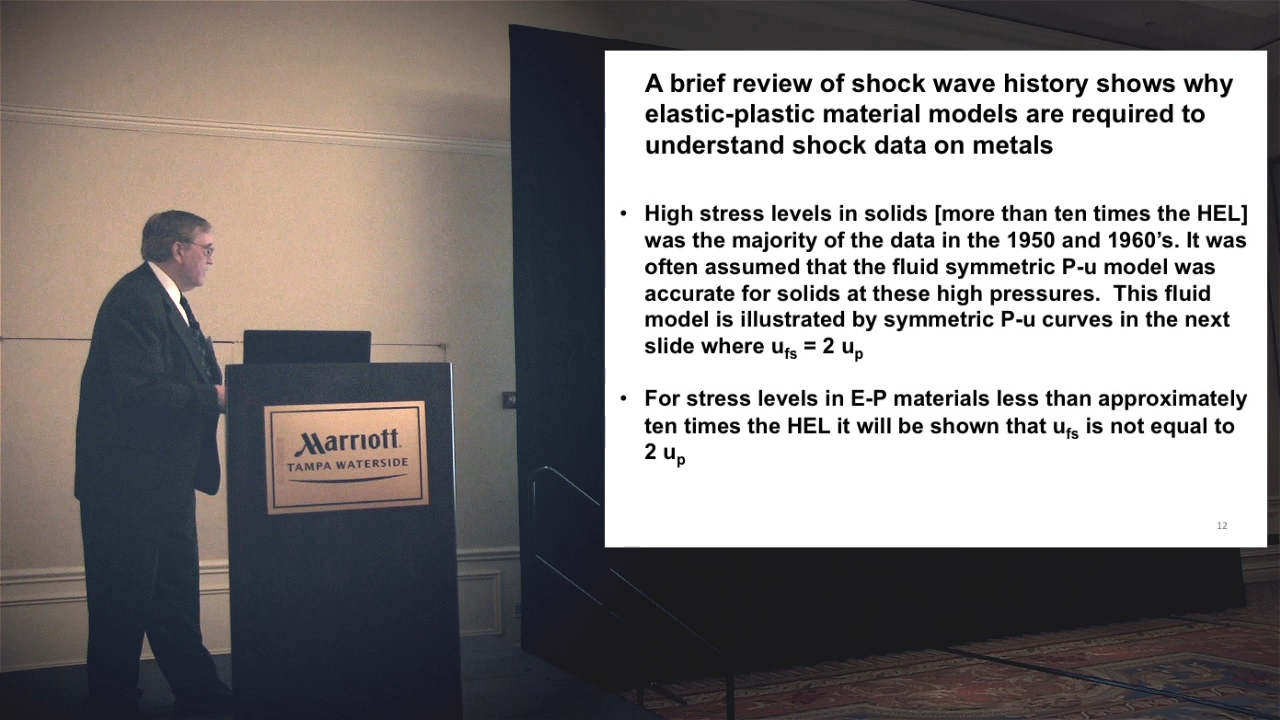 A brief review of shock wave history shows why
elastic-plastic material models are required to
understand shock data on metals
• High stress levels in solids [more than ten times the HEL]
was the majority of the data in the 1950 and 1960’s. It was
often assumed that the fluid symmetric P-u model was
accurate for solids at these high pressures.  This fluid
model is illustrated by symmetric P-u curves in the next
slide where ufs = 2 up
• For stress levels in E-P materials less than approximately
ten times the HEL it will be shown that ufs is not equal to
2 up
12
Marriott
TAMPA WATERSIDE